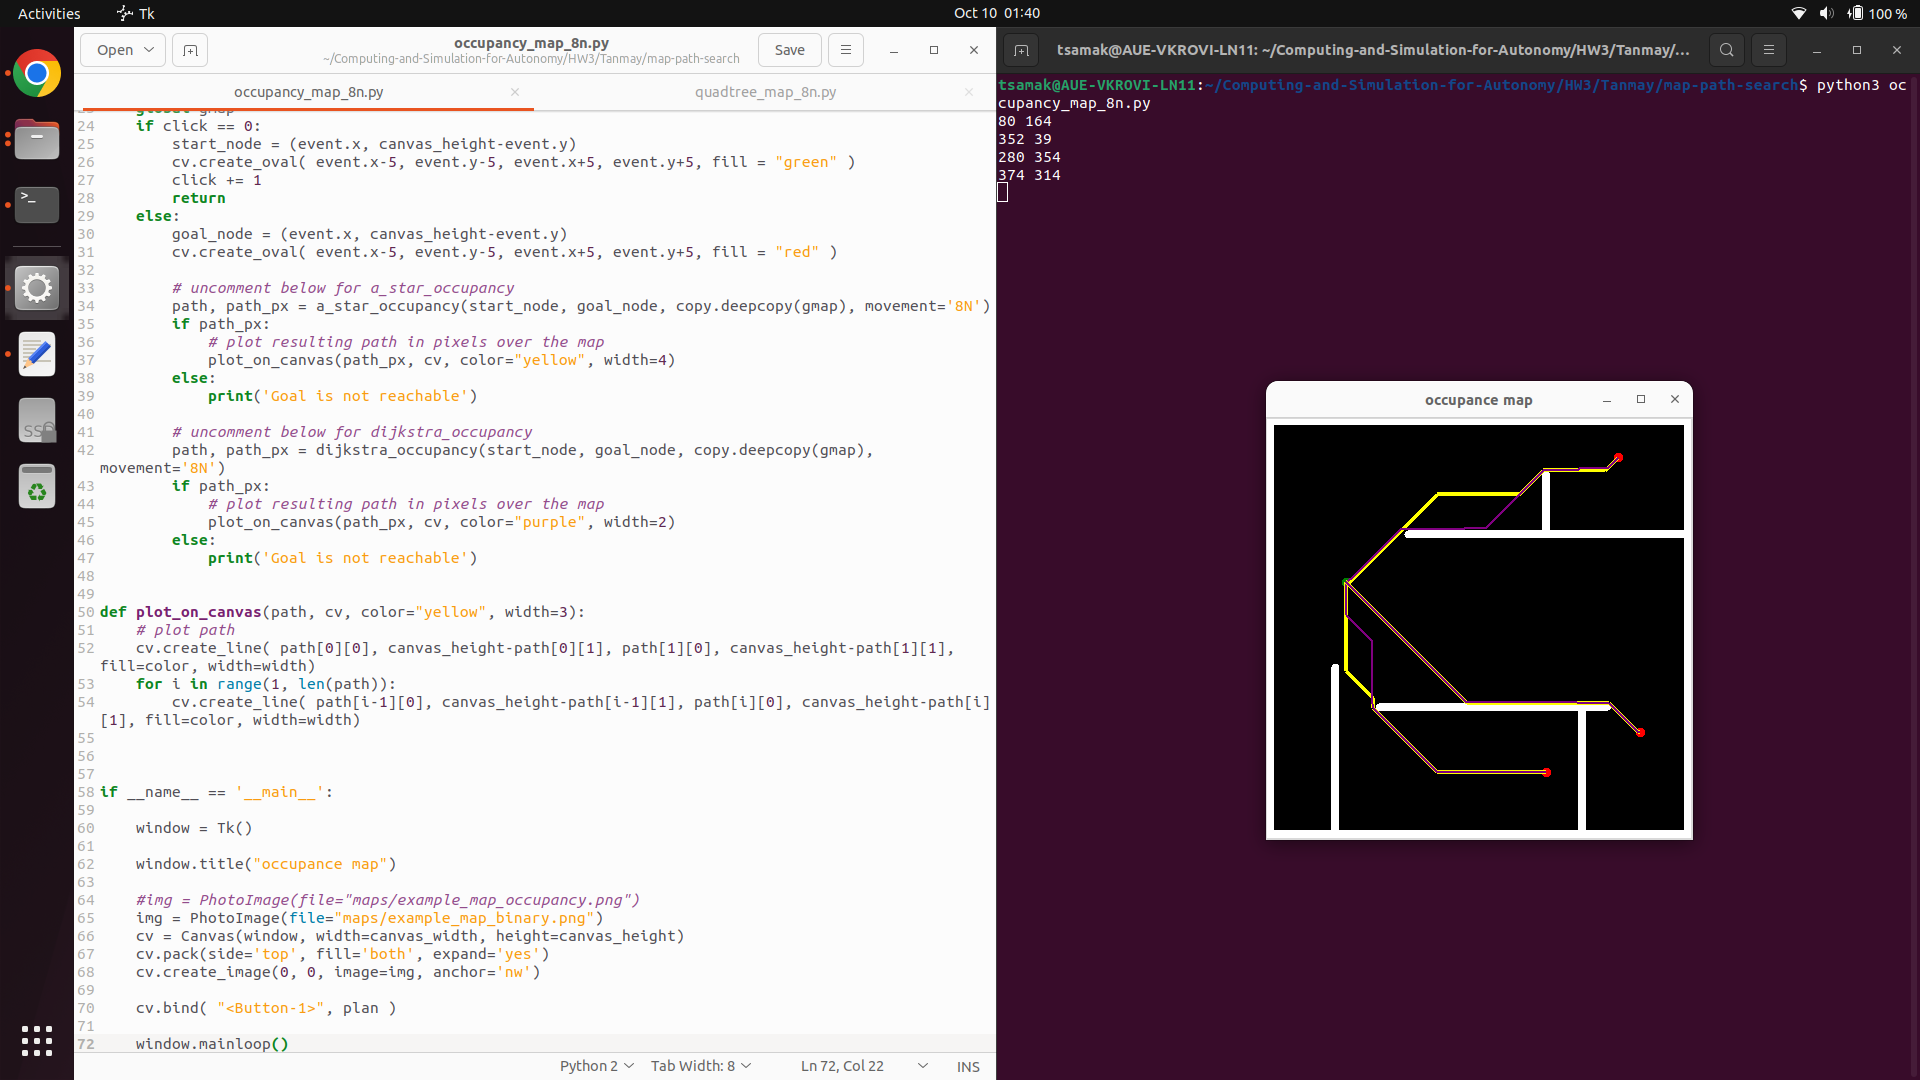 Activities
Tk
Oct 10 01:40
100 %
Open
occupancy_map_8n.py
~/Computing-and-Simulation-for-Autonomy/HW3/Tanmay/map-path-search
Save
occupancy_map_8n.py
quadtree_map_8n.py
24 if click == 0:
25 start_node = (event.x, canvas_height-event.y)
26 cv.create_oval( event.x-5, event.y-5, event.x+5, event.y+5, fill = "green" )
27 click += 1
28 return
29 else:
30 goal_node = (event.x, canvas_height-event.y)
31 cv.create_oval( event.x-5, event.y-5, event.x+5, event.y+5, fill = "red" )
32
33 # uncomment below for a_star_occupancy
34 path, path_px = a_star_occupancy(start_node, goal_node, copy.deepcopy(gmap), movement='8N')
35 if path_px:
36 # plot resulting path in pixels over the map
37 plot_on_canvas(path_px, cv, color="yellow", width=4)
38 else:
39 print('Goal is not reachable')
40
41 # uncomment below for dijkstra_occupancy
42 path, path_px = dijkstra_occupancy(start_node, goal_node, copy.deepcopy(gmap),
movement='8N')
43 if path_px:
44 # plot resulting path in pixels over the map
45 plot_on_canvas(path_px, cv, color="purple", width=2)
46 else:
47 print('Goal is not reachable')
48
49
50 def plot_on_canvas(path, cv, color="yellow", width=3):
51 # plot path
52 cv.create_line( path[0][0], canvas_height-path[0][1], path[1][0], canvas_height-path[1][1],
fill=color, width=width)
53 for i in range(1, len(path)):
54 cv.create_line( path[i-1][0], canvas_height-path[i-1][1], path[i][0], canvas_height-path[i]
[1], fill=color, width=width)
55
56
57
58 if __name__ == '__main__':
59
60 window = Tk()
61
62 window.title("occupance map")
63
64 #img = PhotoImage(file="maps/example_map_occupancy.png")
65 img = PhotoImage(file="maps/example_map_binary.png")
66 cv = Canvas(window, width=canvas_width, height=canvas_height)
67 cv.pack(side='top', fill='both', expand='yes')
68 cv.create_image(0, 0, image=img, anchor='nw')
69
70 cv.bind( "<Button-1>", plan )
71
72 window.mainloop()
Python 2
Tab Width: 8
Ln 72, Col 22
INS
tsamak@AUE-VKROVI-LN11: ~/Computing-and-Simulation-for-Autonomy/HW3/Tanmay/...
tsamak@AUE-VKROVI-LN11:~/Computing-and-Simulation-for-Autonomy/HW3/Tanmay/map-path-search$ python3 oc
cupancy_map_8n.py
80 164
352 39
280 354
374 314
occupance map